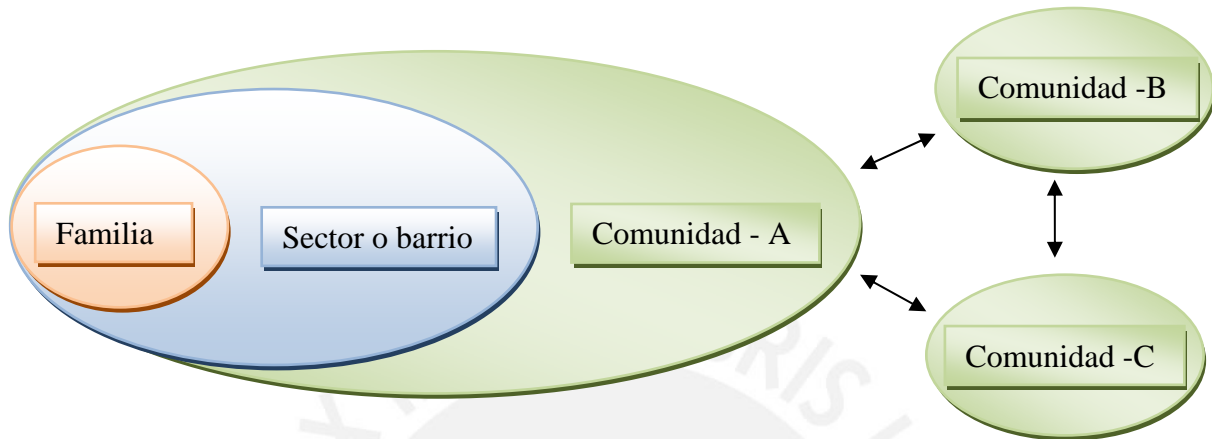 Comunidad -B
Familia
Sector o barrio
Comunidad - A
Comunidad -C